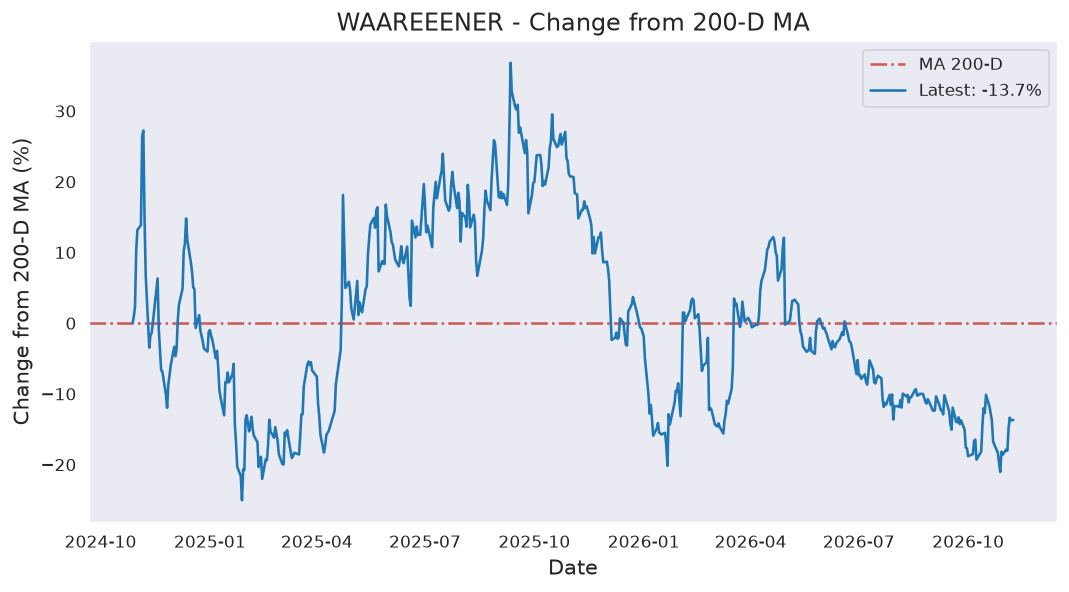 WAAREEENER - Change from 200-D MA
MA 200-D
Latest: -13.7%
Change from 200-D MA (%)
30
20
10
0
−10
−20
2024-10 2025-01 2025-04 2025-07 2025-10 2026-01 2026-04 2026-07 2026-10
Date